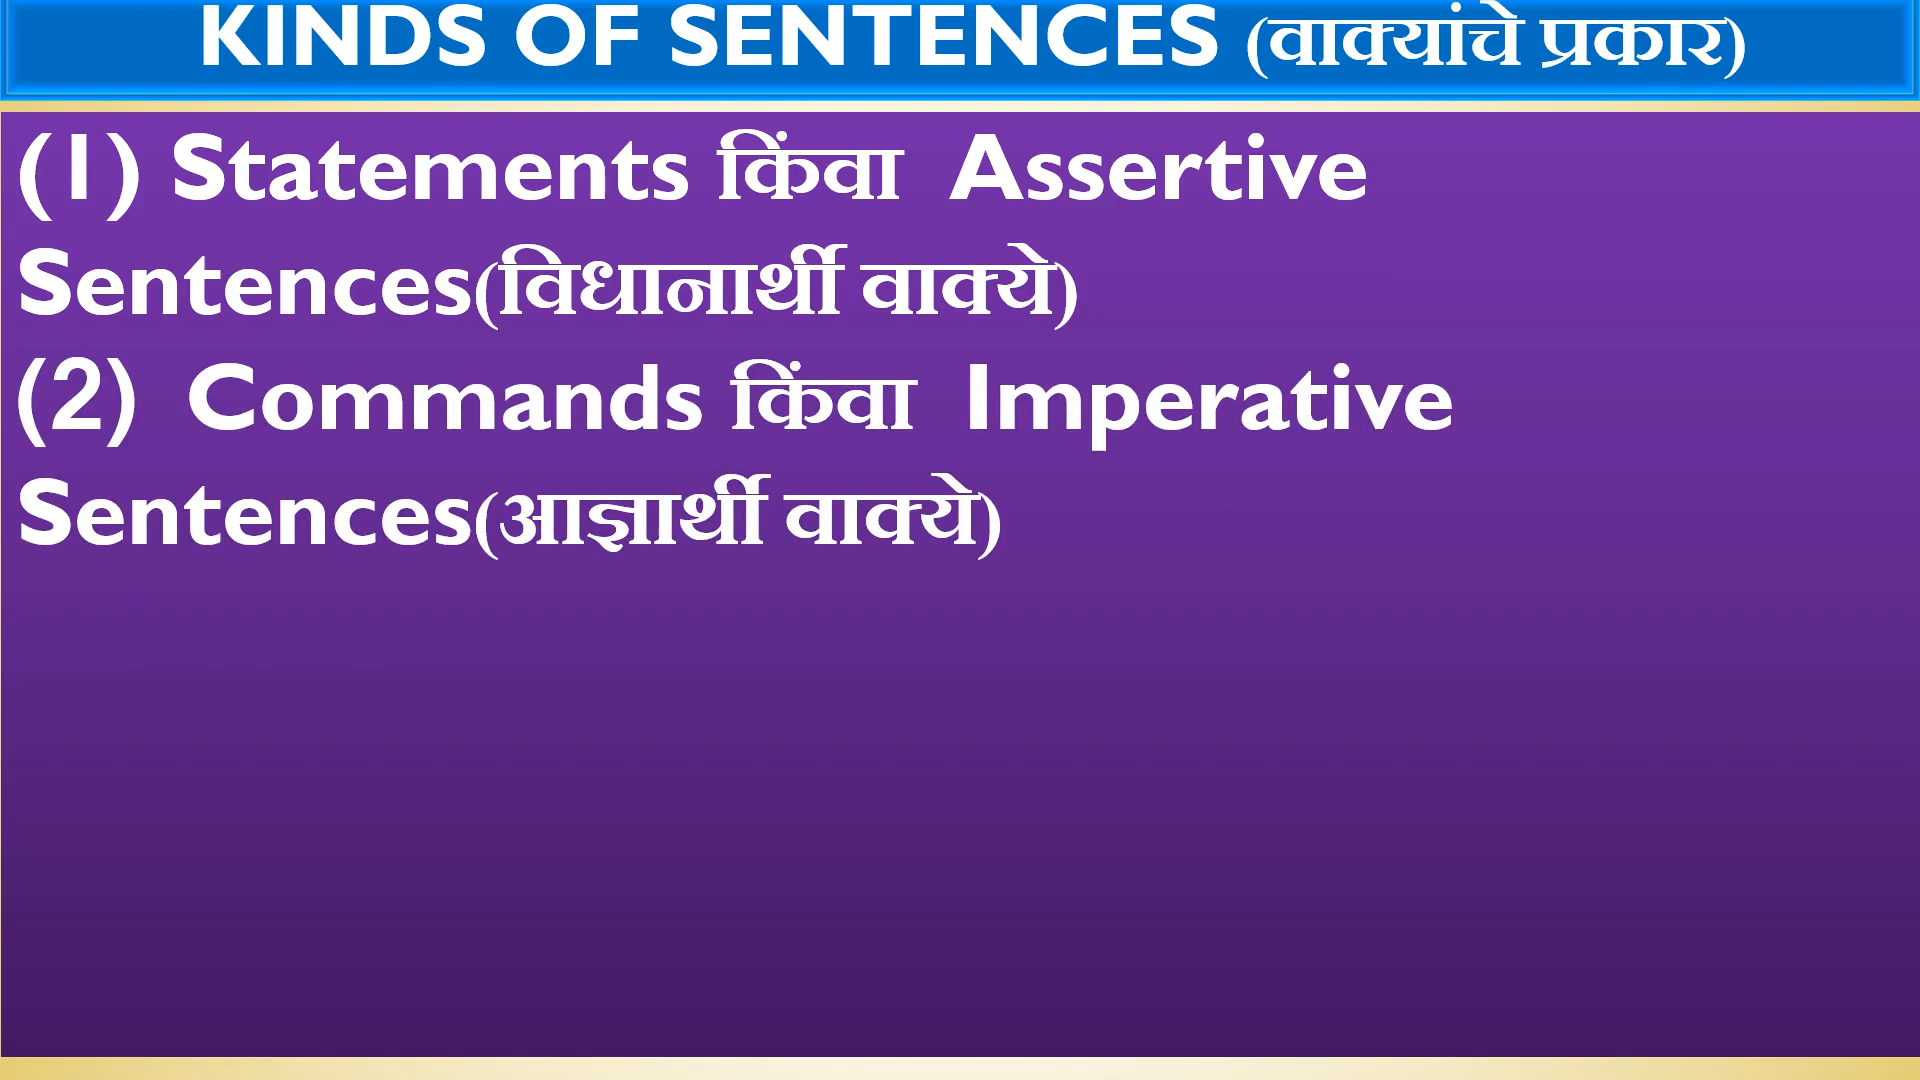 KINDS OF SENTENCES (वाक्यांचे प्रकार)
(1) Statements किंवा Assertive
Sentences(विधानार्थी वाक्ये)
(2) Commands किंवा Imperative
Sentences(आज्ञार्थी वाक्ये)